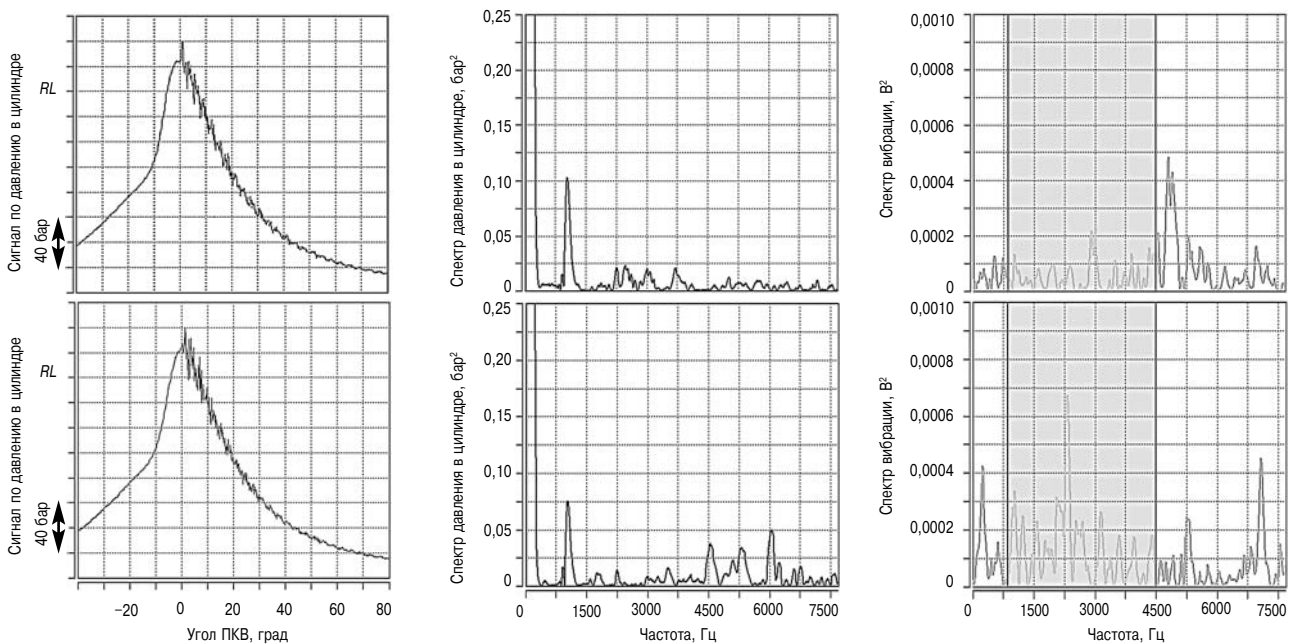 Сигнал по давлению в цилиндре
RL
40 бар
Спектр давления в цилиндре, бар²
0,25
0,20
0,15
0,10
0,05
0
Спектр вибрации, В²
0,0010
0,0008
0,0006
0,0004
0,0002
0
Сигнал по давлению в цилиндре
RL
40 бар
–20 0 20 40 60 80
Угол ПКВ, град
Спектр давления в цилиндре, бар²
0,25
0,20
0,15
0,10
0,05
0
0 1500 3000 4500 6000 7500
Частота, Гц
Спектр вибрации, В²
0,0010
0,0008
0,0006
0,0004
0,0002
0
0 1500 3000 4500 6000 7500
Частота, Гц